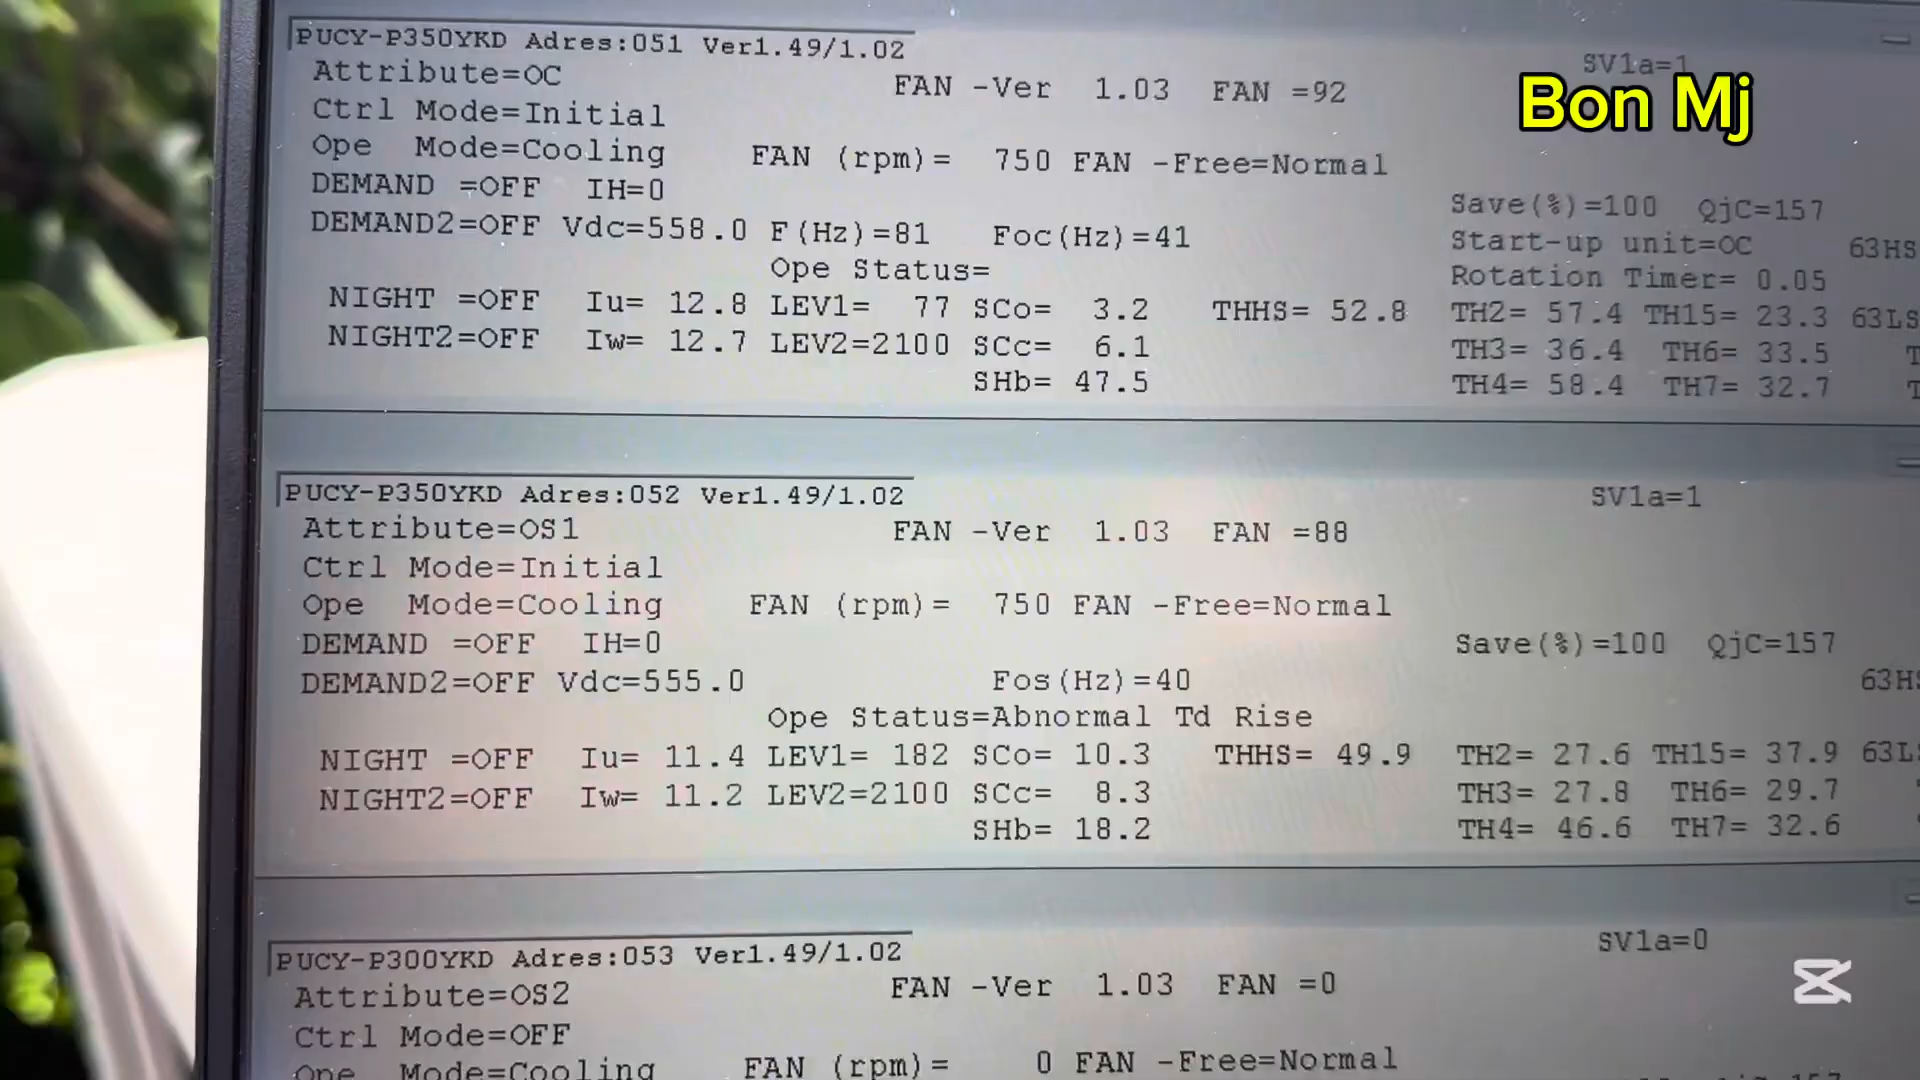 PUCY-P350YKD Adres:051 Ver1.49/1.02
SV1a=1
Bon Mj
Attribute=OC FAN -Ver 1.03 FAN =92
Ctrl Mode=Initial
Ope Mode=Cooling FAN (rpm)= 750 FAN -Free=Normal
DEMAND =OFF IH=0 Save(%)=100 QjC=157
DEMAND2=OFF Vdc=558.0 F(Hz)=81 Foc(Hz)=41 Start-up unit=OC 63HS
Ope Status= Rotation Timer= 0.05
NIGHT =OFF Iu= 12.8 LEV1= 77 SCo= 3.2 THHS= 52.8 TH2= 57.4 TH15= 23.3 63LS
NIGHT2=OFF Iw= 12.7 LEV2=2100 SCc= 6.1 TH3= 36.4 TH6= 33.5 T
SHb= 47.5 TH4= 58.4 TH7= 32.7 T
PUCY-P350YKD Adres:052 Ver1.49/1.02 SV1a=1
Attribute=OS1 FAN -Ver 1.03 FAN =88
Ctrl Mode=Initial
Ope Mode=Cooling FAN (rpm)= 750 FAN -Free=Normal
DEMAND =OFF IH=0 Save(%)=100 QjC=157
DEMAND2=OFF Vdc=555.0 Fos(Hz)=40 63HS
Ope Status=Abnormal Td Rise
NIGHT =OFF Iu= 11.4 LEV1= 182 SCo= 10.3 THHS= 49.9 TH2= 27.6 TH15= 37.9 63L
NIGHT2=OFF Iw= 11.2 LEV2=2100 SCc= 8.3 TH3= 27.8 TH6= 29.7
SHb= 18.2 TH4= 46.6 TH7= 32.6
PUCY-P300YKD Adres:053 Ver1.49/1.02 SV1a=0
Attribute=OS2 FAN -Ver 1.03 FAN =0
Ctrl Mode=OFF
Ope Mode=Cooling FAN (rpm)= 0 FAN -Free=Normal